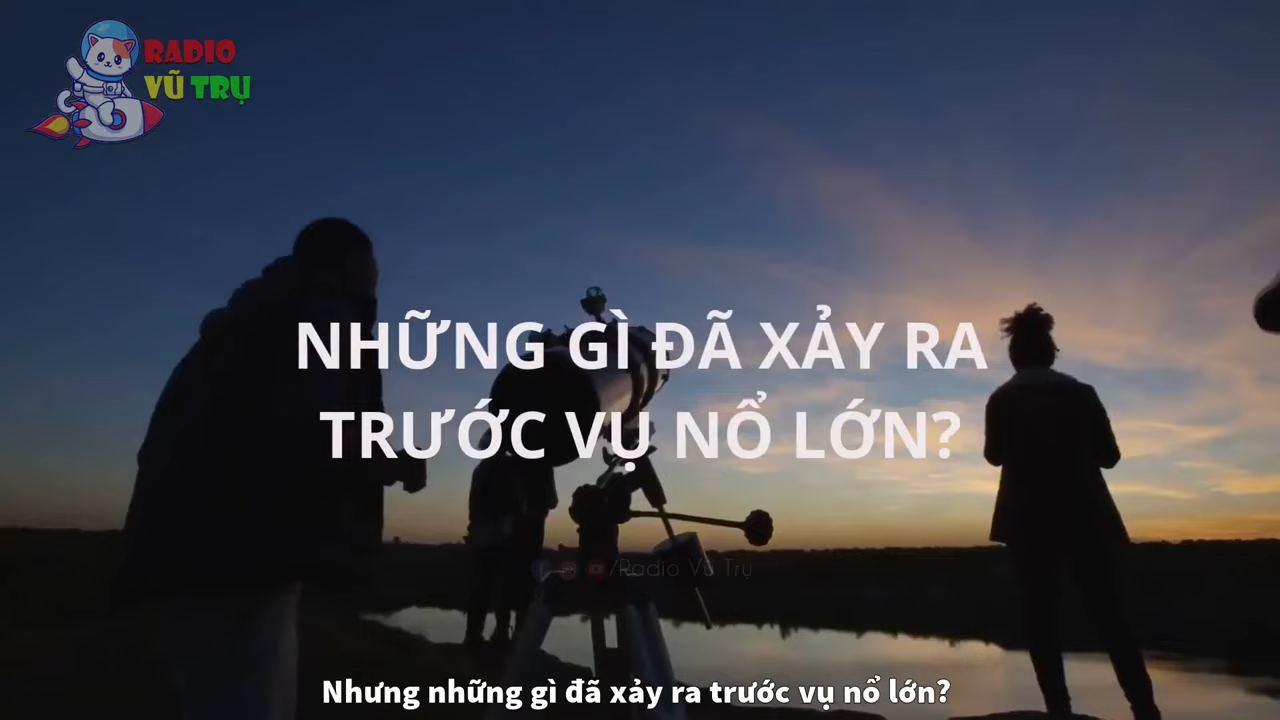 RADIO
VŨ TRỤ
NHỮNG GÌ ĐÃ XẢY RA
TRƯỚC VỤ NỔ LỚN?
/Radio Vũ Trụ
Nhưng những gì đã xảy ra trước vụ nổ lớn?